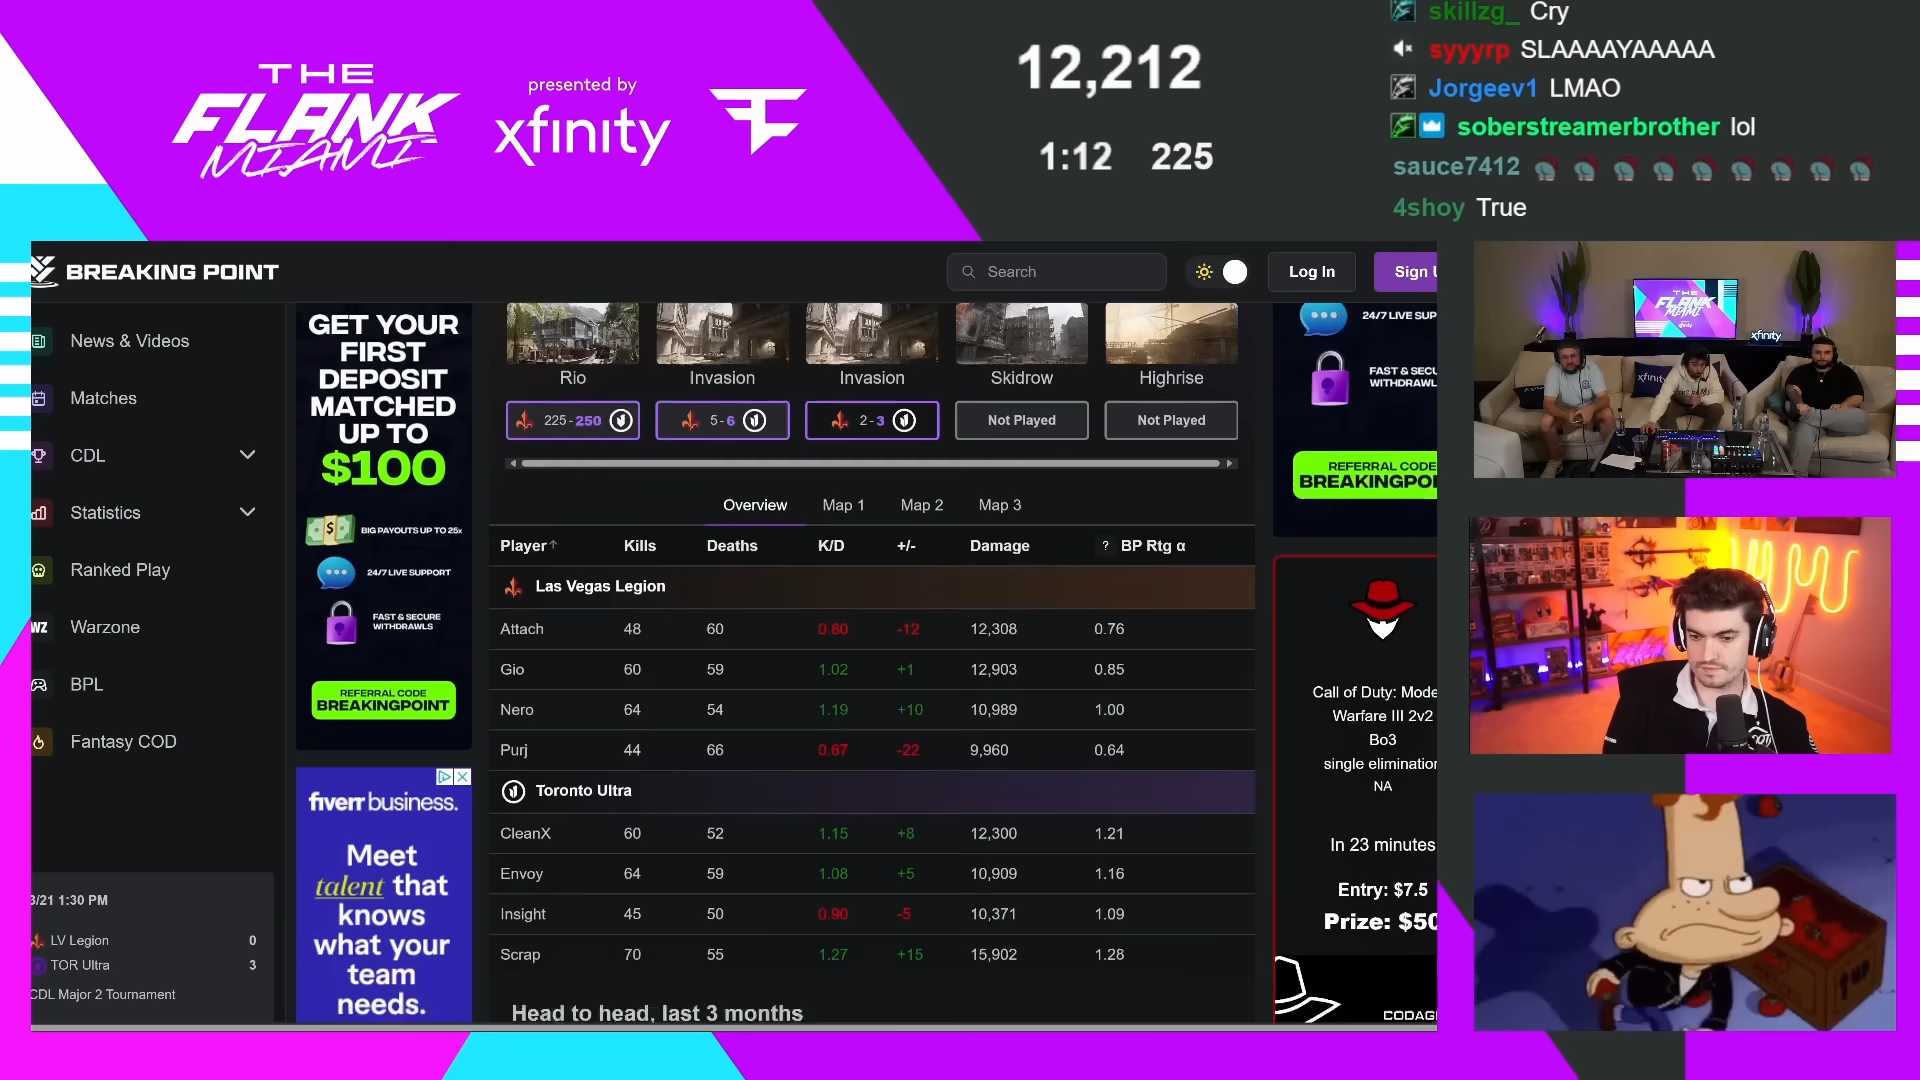 THE
FLANK
MIAMI
presented by
xfinity
12,212
1:12 225
skillzg_ Cry
syyyrp SLAAAAYAAAAA
Jorgeev1 LMAO
soberstreamerbrother lol
sauce7412
4shoy True
BREAKING POINT
Search
Log In
Sign U
News & Videos
Matches
CDL
Statistics
Ranked Play
WZ Warzone
BPL
Fantasy COD
3/21 1:30 PM
LV Legion 0
TOR Ultra 3
CDL Major 2 Tournament
GET YOUR
FIRST
DEPOSIT
MATCHED
UP TO
$100
BIG PAYOUTS UP TO 25x
24/7 LIVE SUPPORT
FAST & SECURE
WITHDRAWLS
REFERRAL CODE
BREAKINGPOINT
fiverr business.
Meet
talent that
knows
what your
team
needs.
Rio Invasion Invasion Skidrow Highrise
225-250 5-6 2-3 Not Played Not Played
Overview Map 1 Map 2 Map 3
Player Kills Deaths K/D +/- Damage ? BP Rtg α
Las Vegas Legion
Attach 48 60 0.80 -12 12,308 0.76
Gio 60 59 1.02 +1 12,903 0.85
Nero 64 54 1.19 +10 10,989 1.00
Purj 44 66 0.67 -22 9,960 0.64
Toronto Ultra
CleanX 60 52 1.15 +8 12,300 1.21
Envoy 64 59 1.08 +5 10,909 1.16
Insight 45 50 0.90 -5 10,371 1.09
Scrap 70 55 1.27 +15 15,902 1.28
Head to head, last 3 months
24/7 LIVE SUPP
FAST & SECU
WITHDRAWL
REFERRAL CODE
BREAKINGPOI
Call of Duty: Mode
Warfare III 2v2
Bo3
single elimination
NA
In 23 minutes
Entry: $7.5
Prize: $50
CODAG
THE
FLANK
MIAMI
xfinity
xfinity